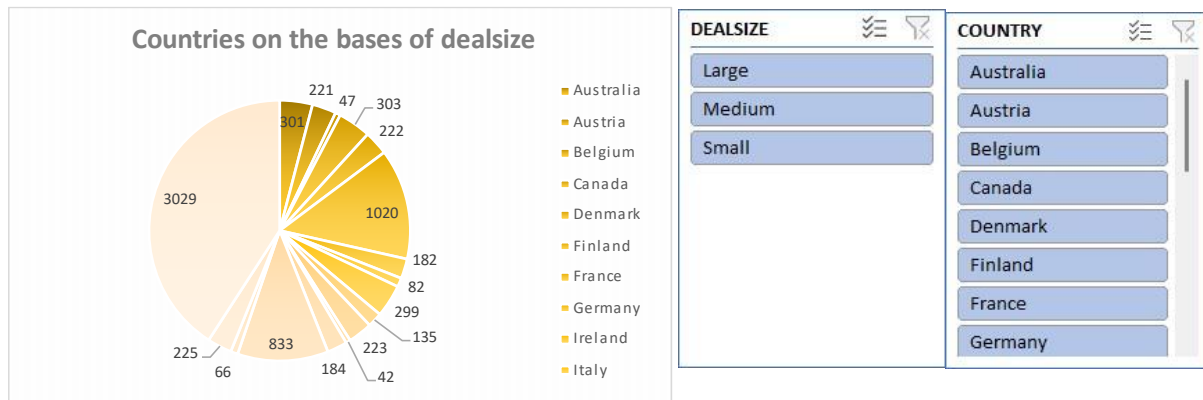 Countries on the bases of dealsize
301
221
47
303
222
1020
182
82
299
135
223
42
184
833
66
225
3029
Australia
Austria
Belgium
Canada
Denmark
Finland
France
Germany
Ireland
Italy
DEALSIZE
Large
Medium
Small
COUNTRY
Australia
Austria
Belgium
Canada
Denmark
Finland
France
Germany